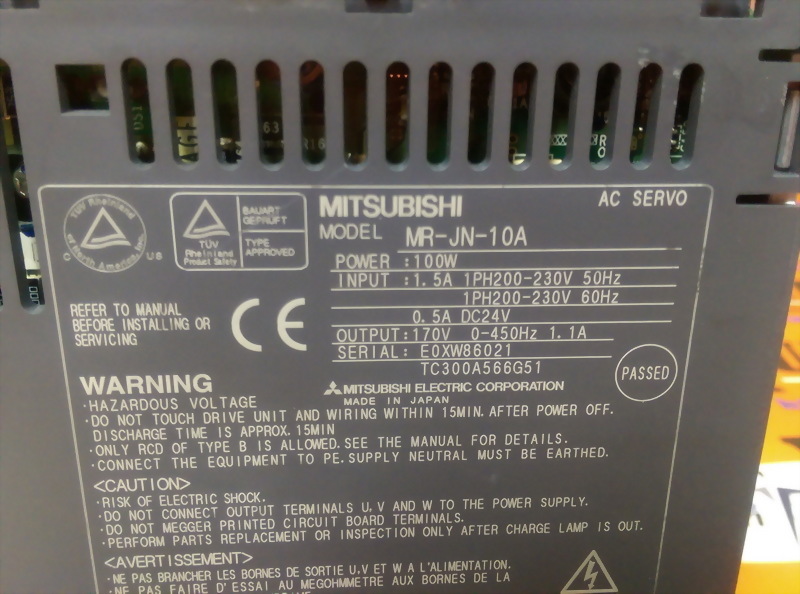 DS1
63
R16
R
O
TÜV Rheinland
of North America, Inc.
C US
TÜV
Rheinland
Product Safety
BAUART
GEPRÜFT
TYPE
APPROVED
MITSUBISHI
AC SERVO
MODEL MR-JN-10A
POWER :100W
INPUT :1.5A 1PH200-230V 50Hz
1PH200-230V 60Hz
0.5A DC24V
OUTPUT:170V 0-450Hz 1.1A
SERIAL: E0XW86021
TC300A566G51
REFER TO MANUAL
BEFORE INSTALLING OR
SERVICING
CE
MITSUBISHI ELECTRIC CORPORATION
MADE IN JAPAN
PASSED
WARNING
·HAZARDOUS VOLTAGE
·DO NOT TOUCH DRIVE UNIT AND WIRING WITHIN 15MIN. AFTER POWER OFF.
DISCHARGE TIME IS APPROX. 15MIN
·ONLY RCD OF TYPE B IS ALLOWED. SEE THE MANUAL FOR DETAILS.
·CONNECT THE EQUIPMENT TO PE. SUPPLY NEUTRAL MUST BE EARTHED.
<CAUTION>
·RISK OF ELECTRIC SHOCK.
·DO NOT CONNECT OUTPUT TERMINALS U, V AND W TO THE POWER SUPPLY.
·DO NOT MEGGER PRINTED CIRCUIT BOARD TERMINALS.
·PERFORM PARTS REPLACEMENT OR INSPECTION ONLY AFTER CHARGE LAMP IS OUT.
<AVERTISSEMENT>
·NE PAS BRANCHER LES BORNES DE SORTIE U, V ET W A L'ALIMENTATION.
·NE PAS FAIRE D'ESSAI AU MEGOHMMETRE AUX BORNES DE LA